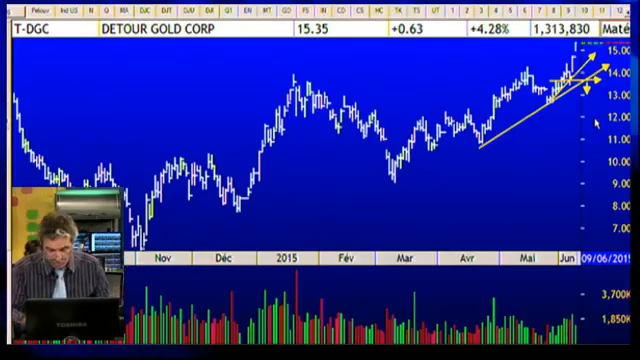 T-DGC DETOUR GOLD CORP 15.35 +0.63 +4.28% 1,313,830 Maté
15.00
14.00
13.00
12.00
11.00
10.00
9.00
8.00
7.00
Nov Déc 2015 Fév Mar Avr Mai Jun 09/06/2015
3,700K
1,850K
TOSHIBA